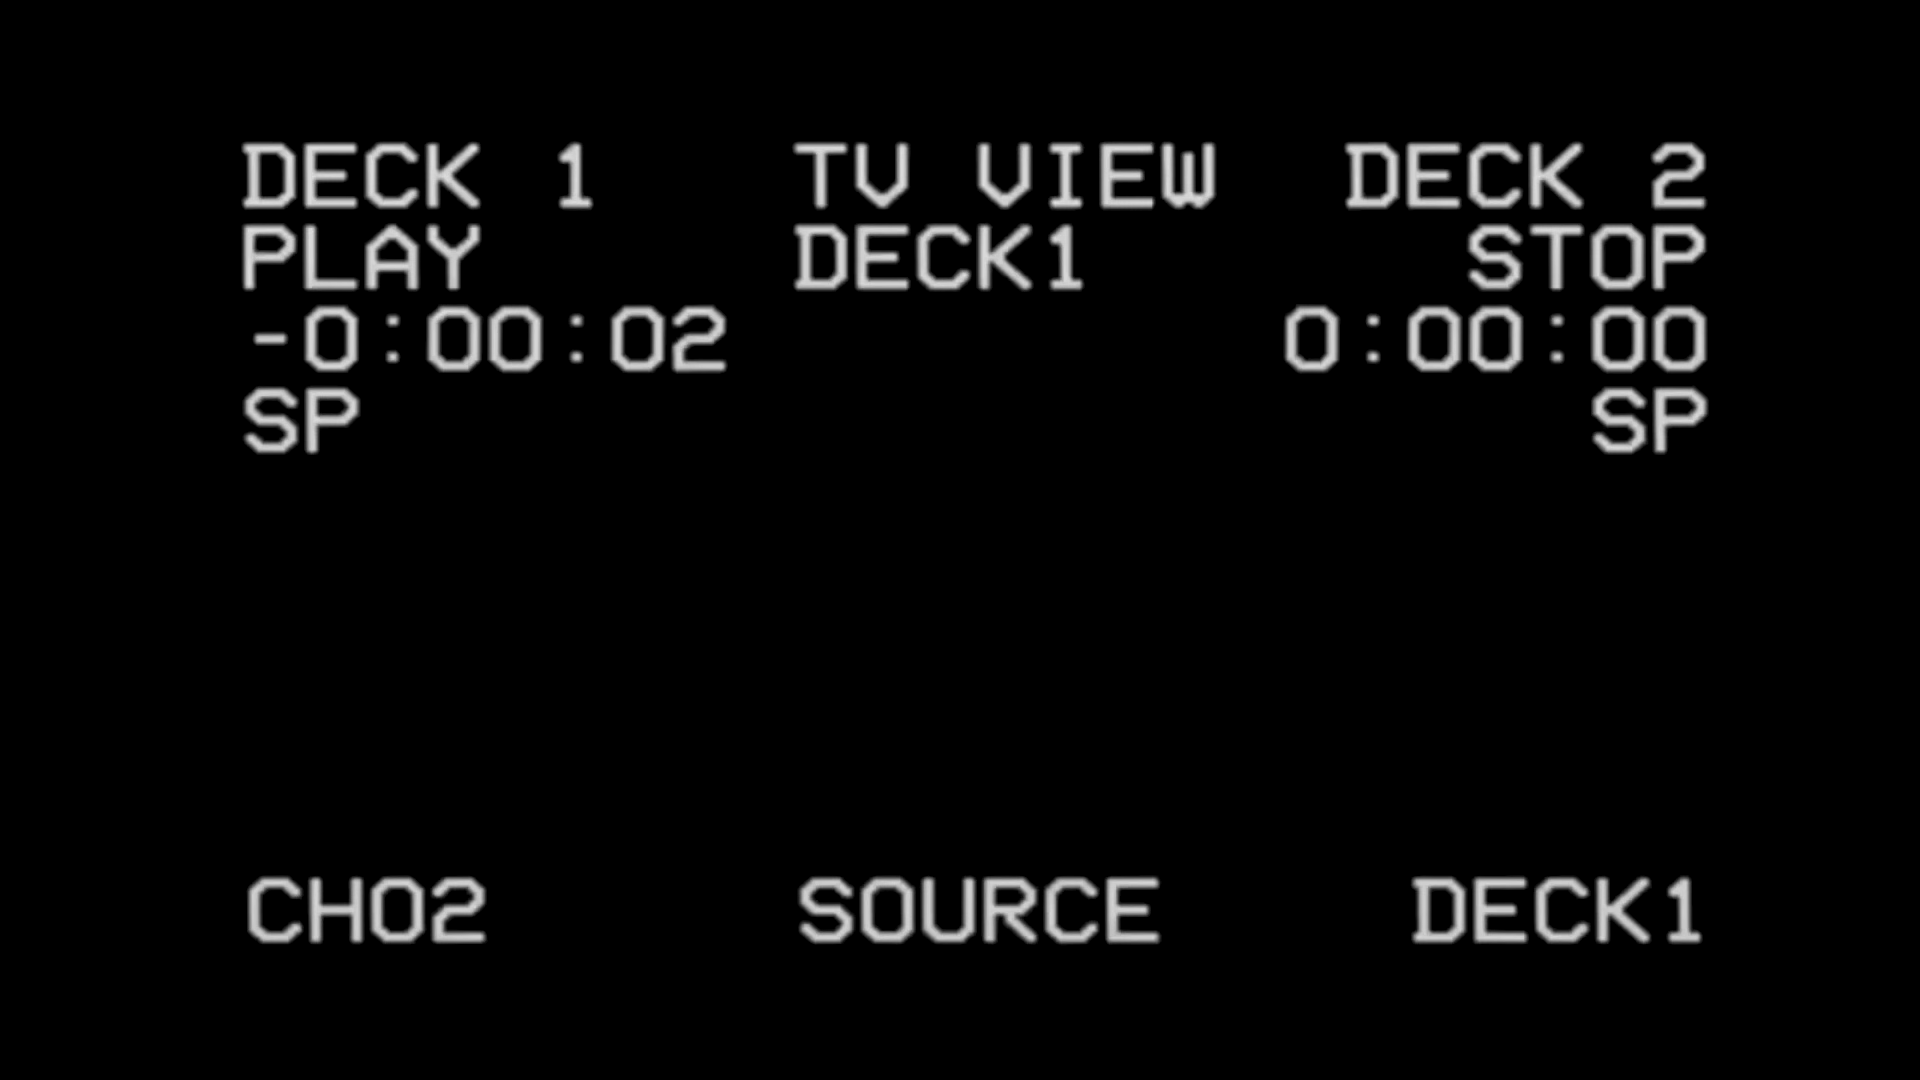 DECK 1 TV VIEW DECK 2
PLAY DECK1 STOP
-0:00:02 0:00:00
SP SP
CH02 SOURCE DECK1